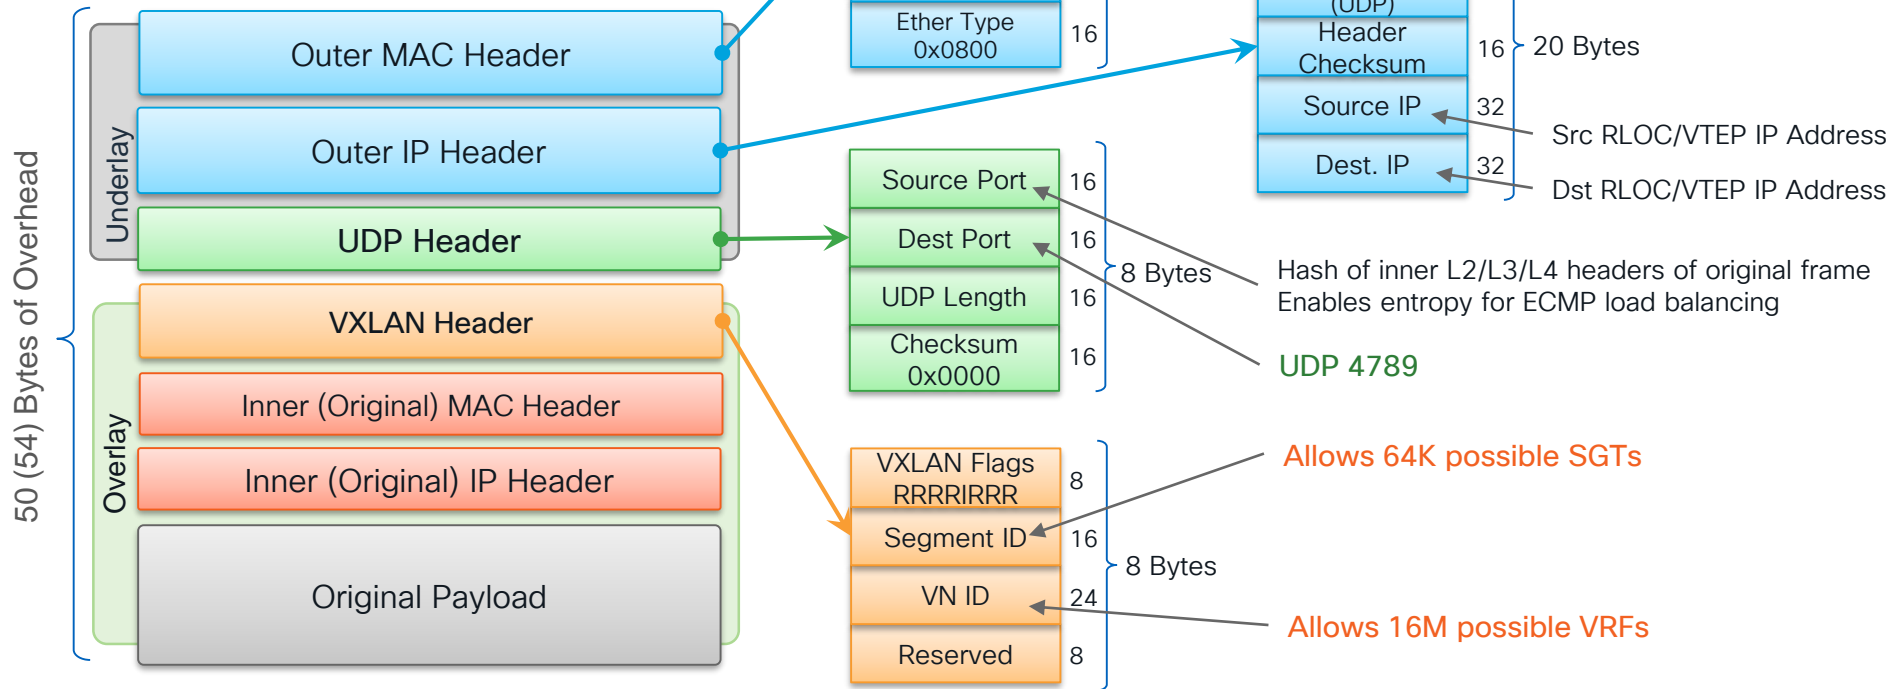 50 (54) Bytes of Overhead
Underlay
Outer MAC Header
Outer IP Header
UDP Header
Overlay
VXLAN Header
Inner (Original) MAC Header
Inner (Original) IP Header
Original Payload
Ether Type
0x0800
16
Source Port
16
Dest Port
16
UDP Length
16
Checksum
0x0000
16
8 Bytes
VXLAN Flags
RRRRIRRR
8
Segment ID
16
VN ID
24
Reserved
8
8 Bytes
(UDP)
Header
Checksum
16
Source IP
32
Dest. IP
32
20 Bytes
Src RLOC/VTEP IP Address
Dst RLOC/VTEP IP Address
Hash of inner L2/L3/L4 headers of original frame
Enables entropy for ECMP load balancing
UDP 4789
Allows 64K possible SGTs
Allows 16M possible VRFs